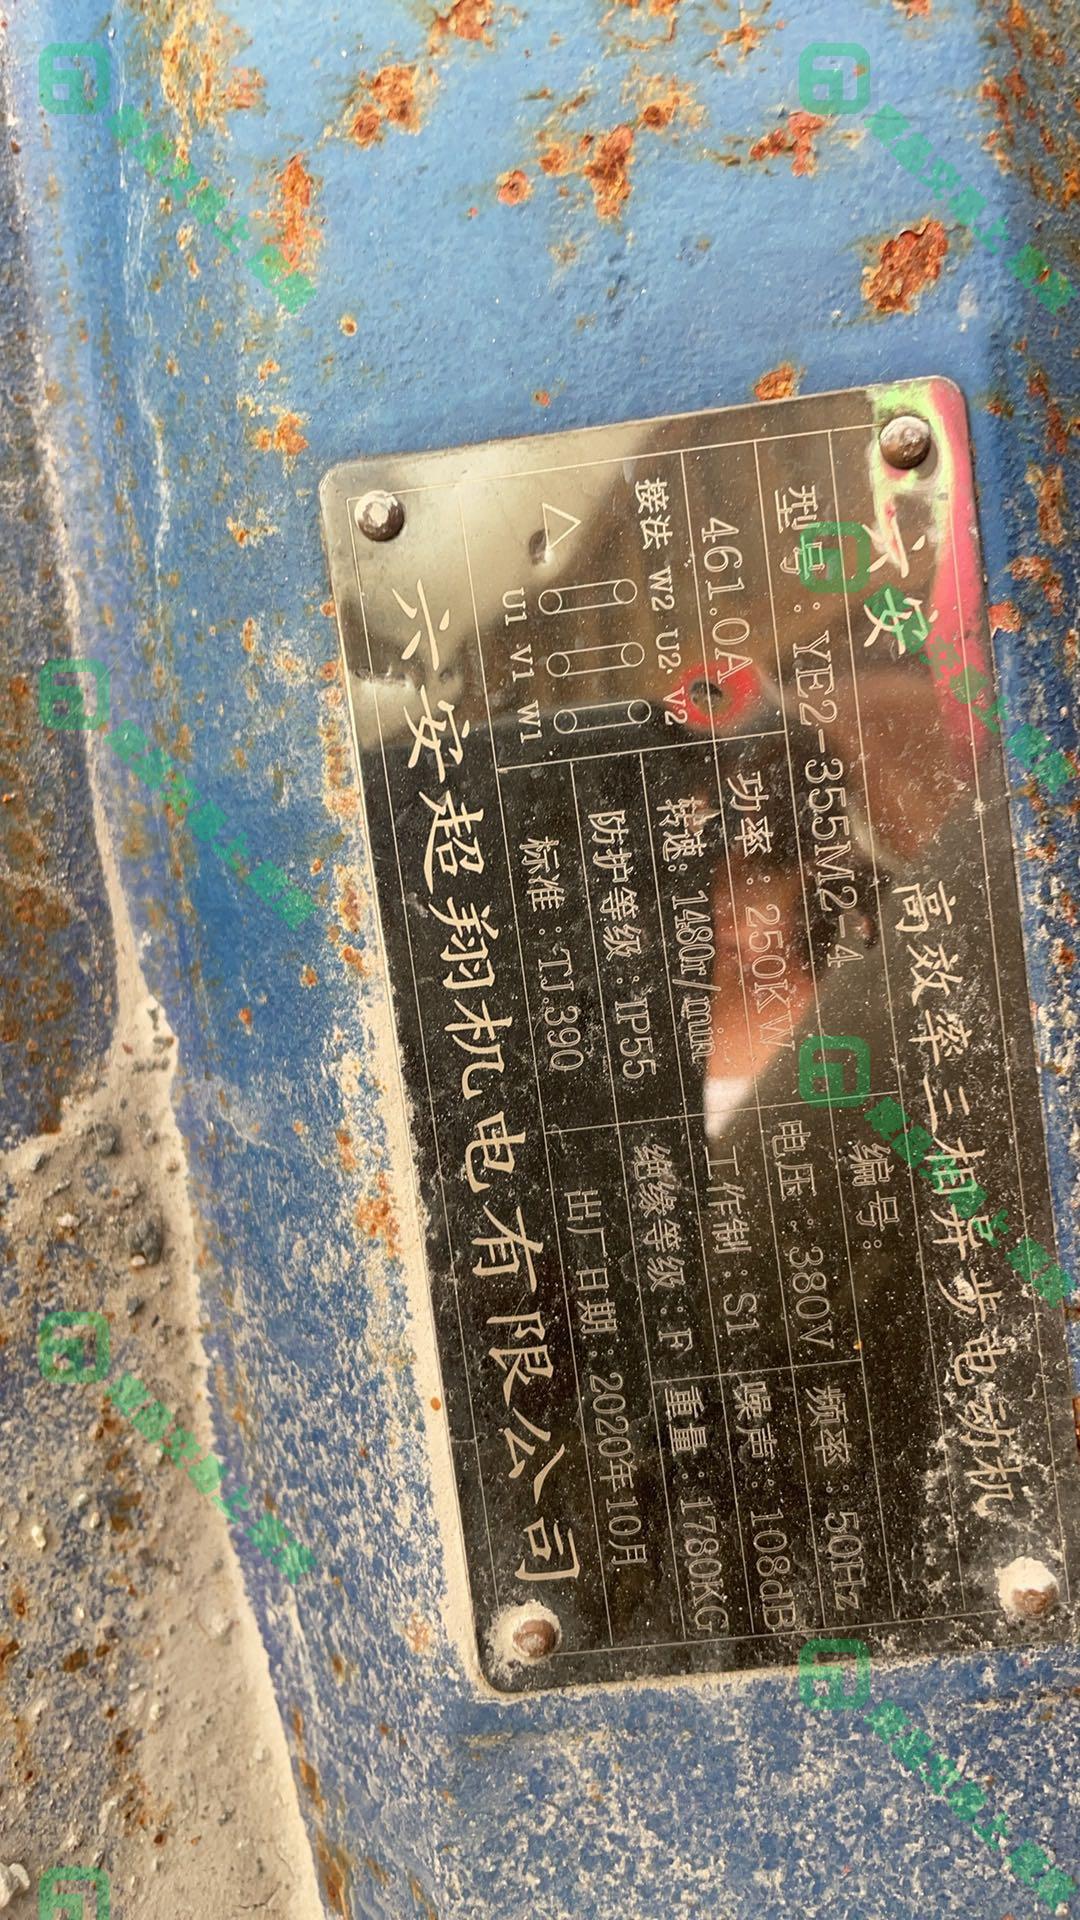 六安
高效率三相异步电动机
型号:YE2-355M2-4
编号:
461.0A
功率:250KW
电压:380V
频率:50Hz
接法
W2 U2 V2
△
U1 V1 W1
转速:1480r/min
工作制:S1
噪声:108dB
防护等级:IP55
绝缘等级:F
重量:1780KG
标准:TJ.390
出厂日期:2020年10月
六安超翔机电有限公司